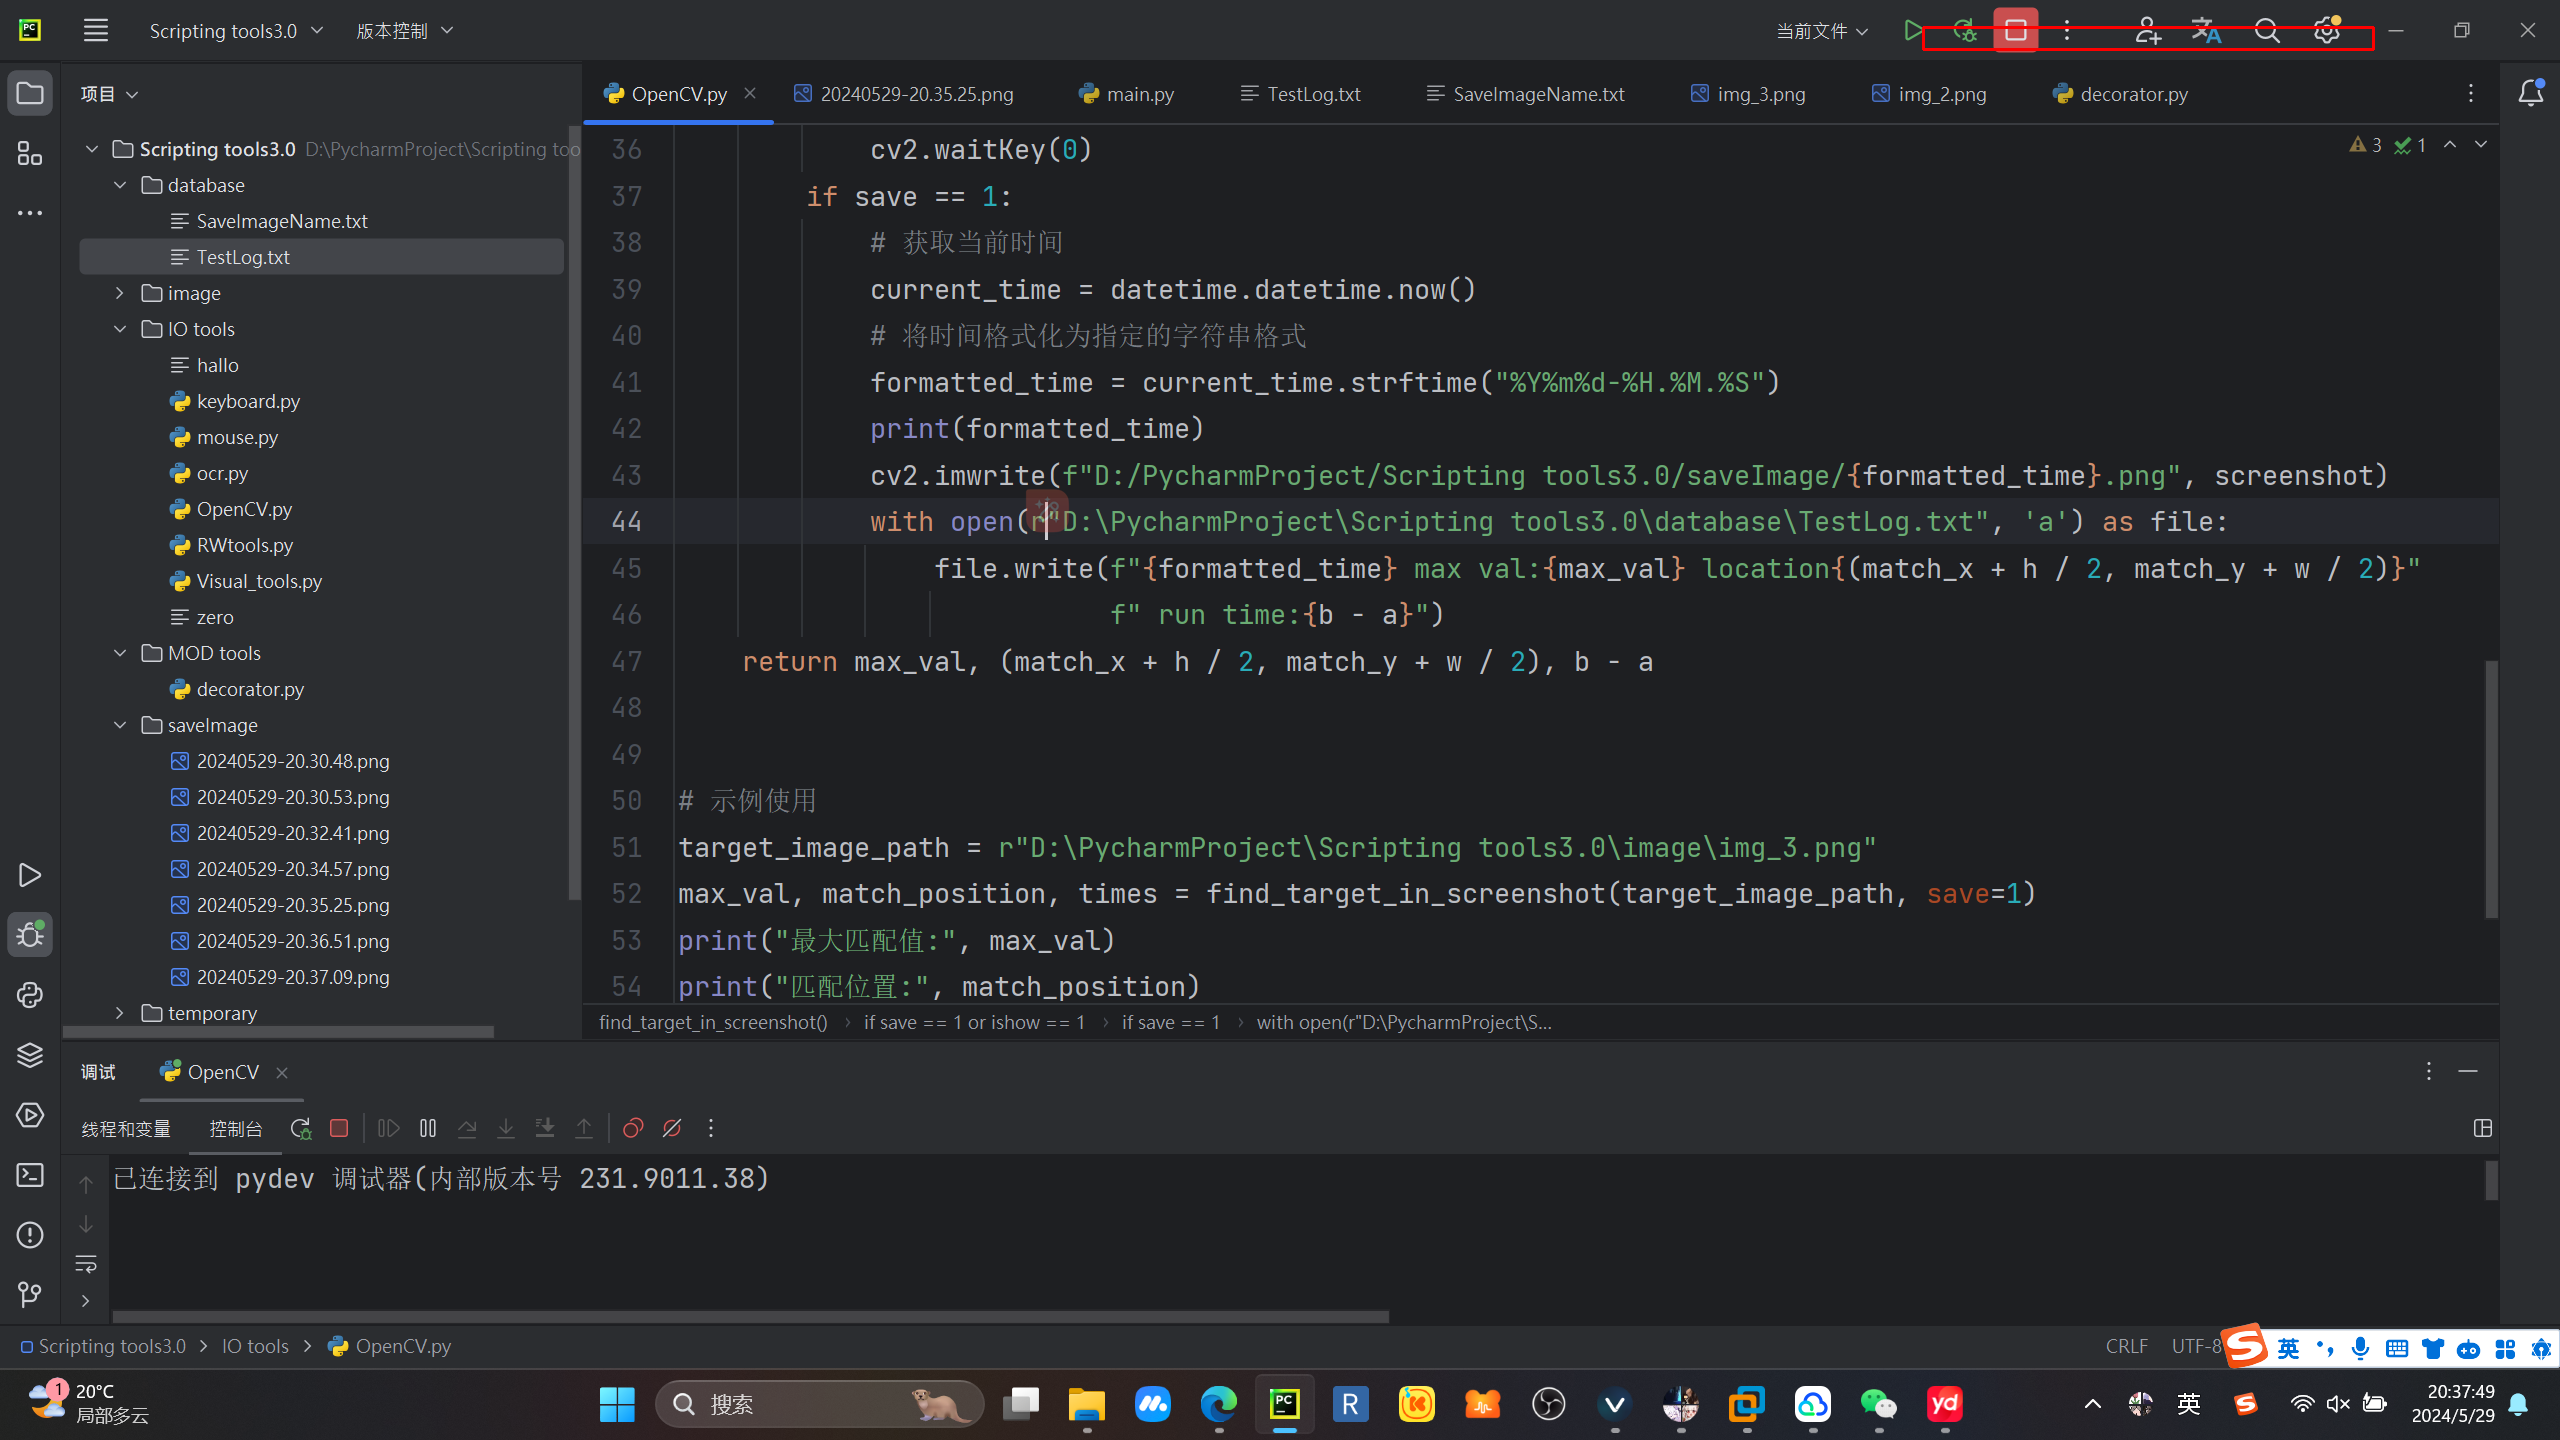 PC
Scripting tools3.0
版本控制
当前文件
项目
OpenCV.py
20240529-20.35.25.png
main.py
TestLog.txt
SaveImageName.txt
img_3.png
img_2.png
decorator.py
Scripting tools3.0 D:\PycharmProject\Scripting too
database
SaveImageName.txt
TestLog.txt
image
IO tools
hallo
keyboard.py
mouse.py
ocr.py
OpenCV.py
RWtools.py
Visual_tools.py
zero
MOD tools
decorator.py
saveImage
20240529-20.30.48.png
20240529-20.30.53.png
20240529-20.32.41.png
20240529-20.34.57.png
20240529-20.35.25.png
20240529-20.36.51.png
20240529-20.37.09.png
temporary
3 1
36 cv2.waitKey(0)
37 if save == 1:
38 # 获取当前时间
39 current_time = datetime.datetime.now()
40 # 将时间格式化为指定的字符串格式
41 formatted_time = current_time.strftime("%Y%m%d-%H.%M.%S")
42 print(formatted_time)
43 cv2.imwrite(f"D:/PycharmProject/Scripting tools3.0/saveImage/{formatted_time}.png", screenshot)
44 with open(r"D:\PycharmProject\Scripting tools3.0\database\TestLog.txt", 'a') as file:
45 file.write(f"{formatted_time} max val:{max_val} location{(match_x + h / 2, match_y + w / 2)}"
46 f" run time:{b - a}")
47 return max_val, (match_x + h / 2, match_y + w / 2), b - a
48
49
50 # 示例使用
51 target_image_path = r"D:\PycharmProject\Scripting tools3.0\image\img_3.png"
52 max_val, match_position, times = find_target_in_screenshot(target_image_path, save=1)
53 print("最大匹配值:", max_val)
54 print("匹配位置:", match_position)
find_target_in_screenshot() › if save == 1 or ishow == 1 › if save == 1 › with open(r"D:\PycharmProject\S...
调试
OpenCV
线程和变量
控制台
已连接到 pydev 调试器(内部版本号 231.9011.38)
Scripting tools3.0 › IO tools › OpenCV.py
CRLF UTF-8
英
1
20°C
局部多云
搜索
PC
R
yd
英
20:37:49
2024/5/29